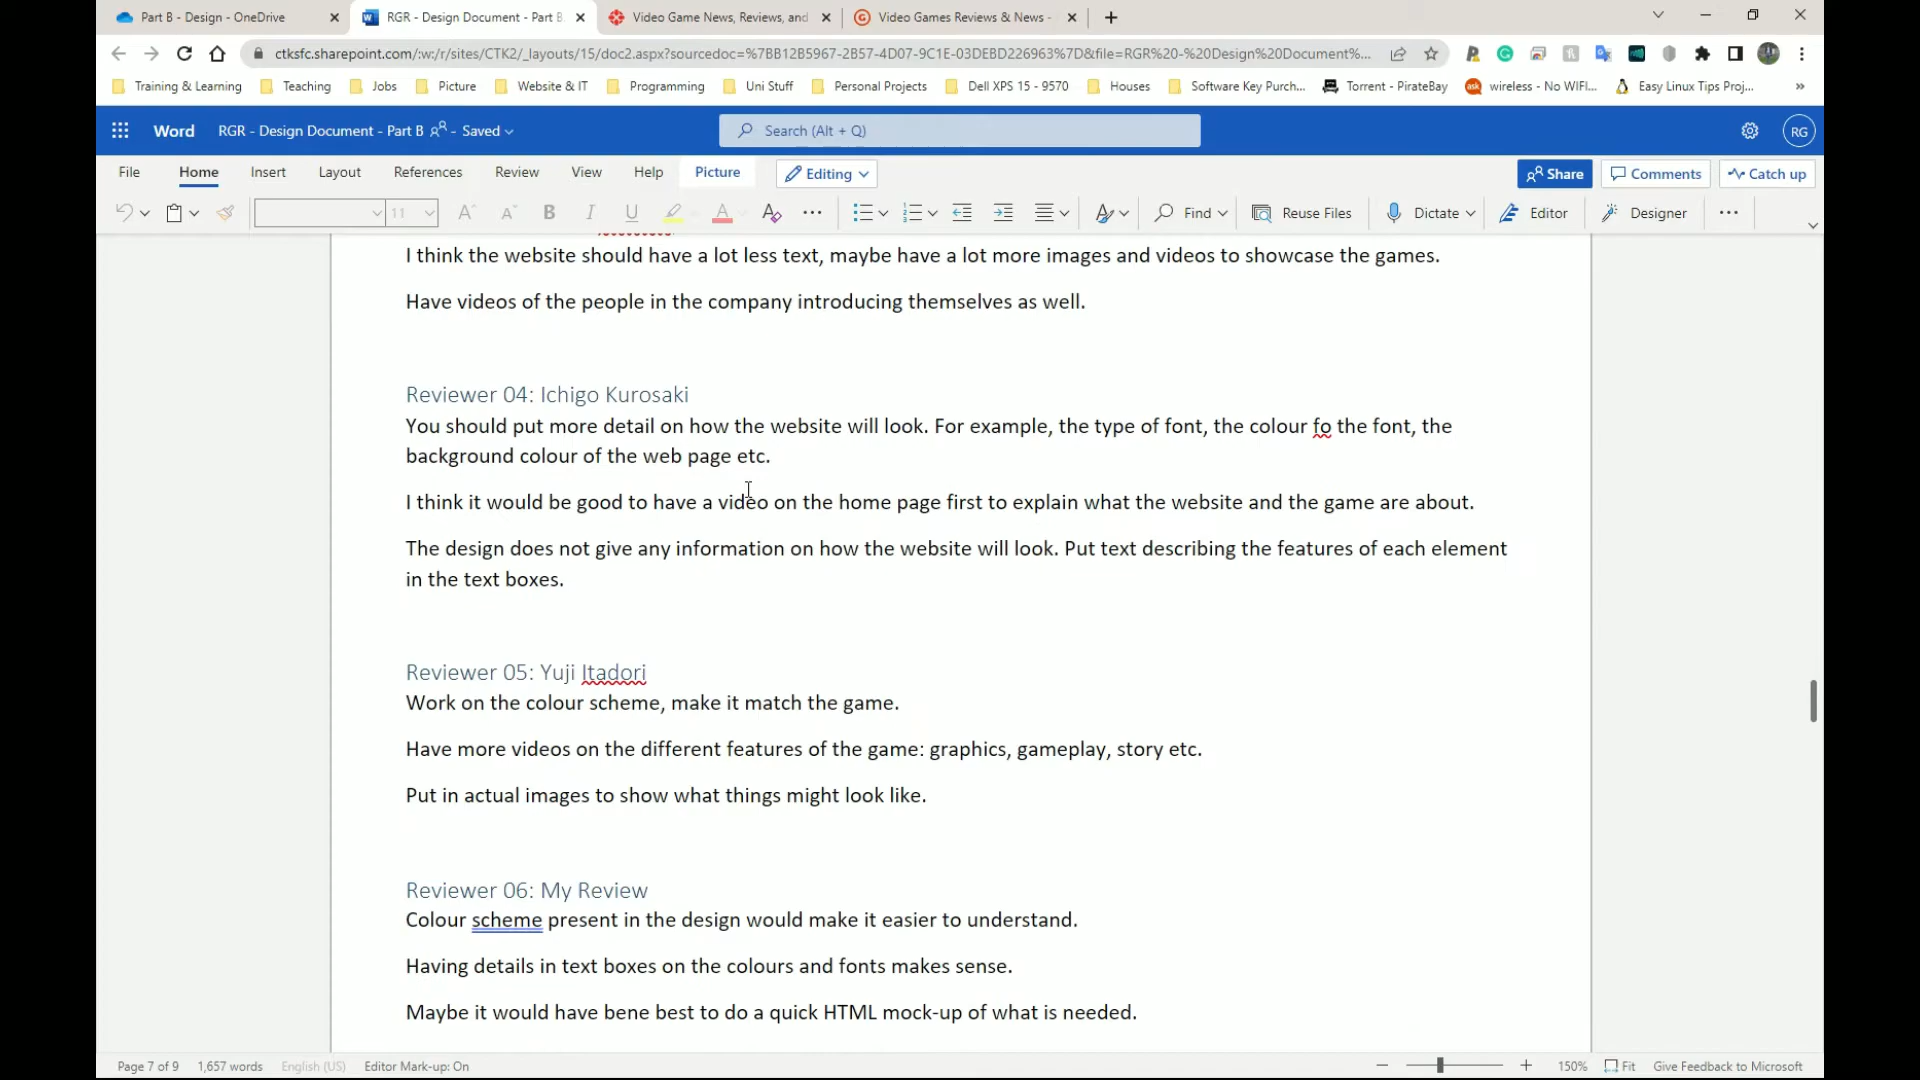 Part B - Design - OneDrive
RGR - Design Document - Part B
Video Game News, Reviews, and
Video Games Reviews & News -
ctksfc.sharepoint.com/:w:/r/sites/CTK2/_layouts/15/doc2.aspx?sourcedoc=%7BB12B5967-2B57-4D07-9C1E-03DEBD226963%7D&file=RGR%20-%20Design%20Document%...
Training & Learning
Teaching
Jobs
Picture
Website & IT
Programming
Uni Stuff
Personal Projects
Dell XPS 15 - 9570
Houses
Software Key Purch...
Torrent - PirateBay
wireless - No WIFI...
Easy Linux Tips Proj...
Word
RGR - Design Document - Part B
- Saved
Search (Alt + Q)
RG
File
Home
Insert
Layout
References
Review
View
Help
Picture
Editing
Share
Comments
Catch up
11
Find
Reuse Files
Dictate
Editor
Designer
I think the website should have a lot less text, maybe have a lot more images and videos to showcase the games.
Have videos of the people in the company introducing themselves as well.
Reviewer 04: Ichigo Kurosaki
You should put more detail on how the website will look. For example, the type of font, the colour fo the font, the
background colour of the web page etc.
I think it would be good to have a video on the home page first to explain what the website and the game are about.
The design does not give any information on how the website will look. Put text describing the features of each element
in the text boxes.
Reviewer 05: Yuji Itadori
Work on the colour scheme, make it match the game.
Have more videos on the different features of the game: graphics, gameplay, story etc.
Put in actual images to show what things might look like.
Reviewer 06: My Review
Colour scheme present in the design would make it easier to understand.
Having details in text boxes on the colours and fonts makes sense.
Maybe it would have bene best to do a quick HTML mock-up of what is needed.
Page 7 of 9
1,657 words
English (US)
Editor Mark-up: On
150%
Fit
Give Feedback to Microsoft